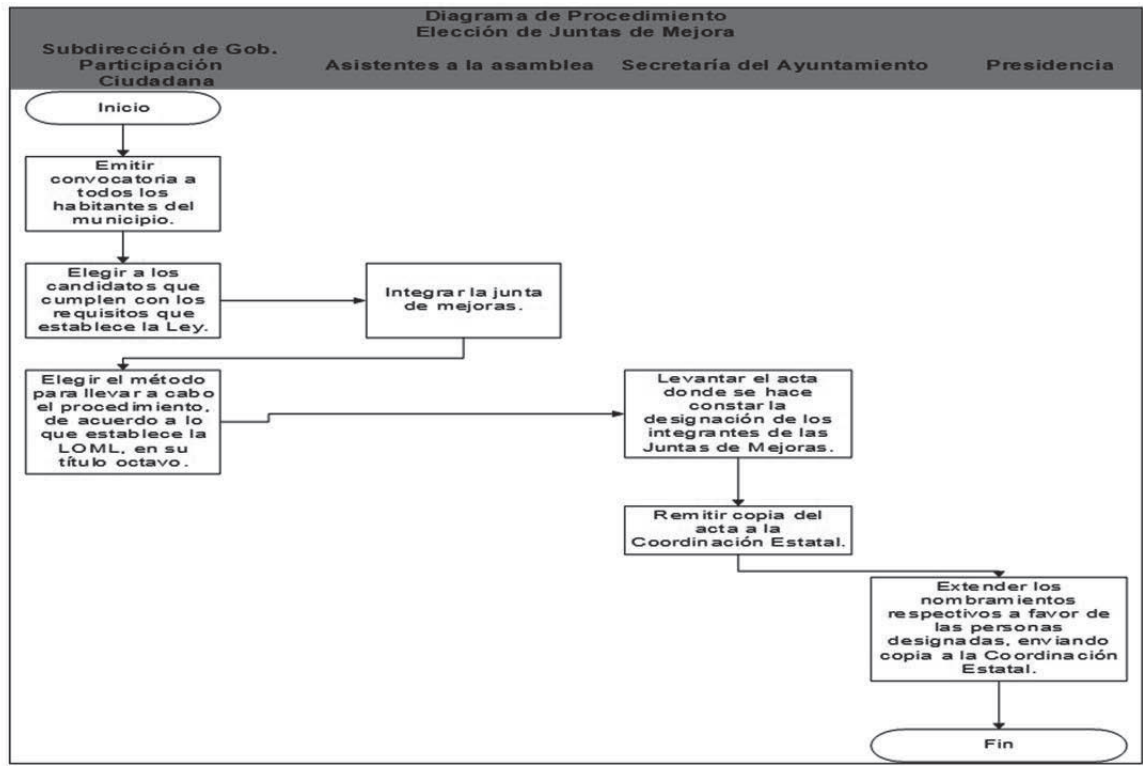 Diagrama de Procedimiento
Elección de Juntas de Mejora
Subdirección de Gob.
Participación
Ciudadana
Asistentes a la asamblea
Secretaría del Ayuntamiento
Presidencia
Inicio
Emitir
convocatoria a
todos los
habitantes del
municipio.
Elegir a los
candidatos que
cumplen con los
requisitos que
establece la Ley.
Integrar la junta
de mejoras.
Elegir el método
para llevar a cabo
el procedimiento,
de acuerdo a lo
que establece la
LOML, en su
título octavo.
Levantar el acta
donde se hace
constar la
designación de los
integrantes de las
Juntas de Mejoras.
Remitir copia del
acta a la
Coordinación Estatal.
Extender los
nombramientos
respectivos a favor de
las personas
designadas, enviando
copia a la Coordinación
Estatal.
Fin